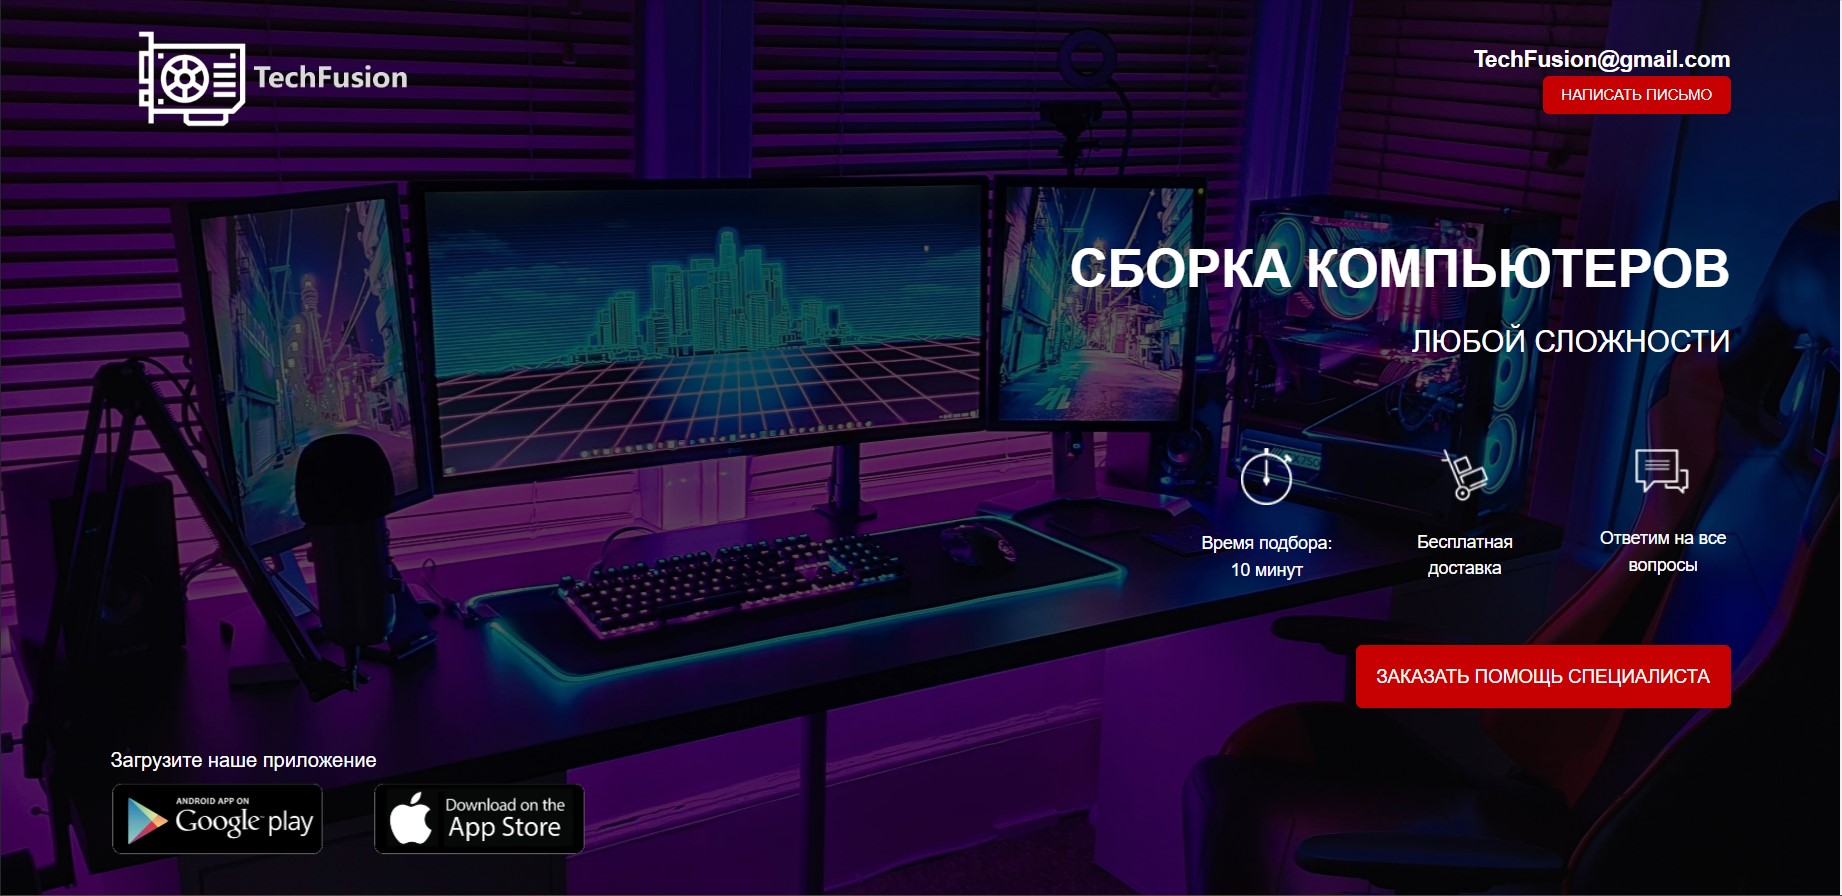 TechFusion
TechFusion@gmail.com
НАПИСАТЬ ПИСЬМО
СБОРКА КОМПЬЮТЕРОВ
ЛЮБОЙ СЛОЖНОСТИ
Время подбора:
10 минут
Бесплатная
доставка
Ответим на все
вопросы
ЗАКАЗАТЬ ПОМОЩЬ СПЕЦИАЛИСТА
Загрузите наше приложение
ANDROID APP ON
Google play
Download on the
App Store